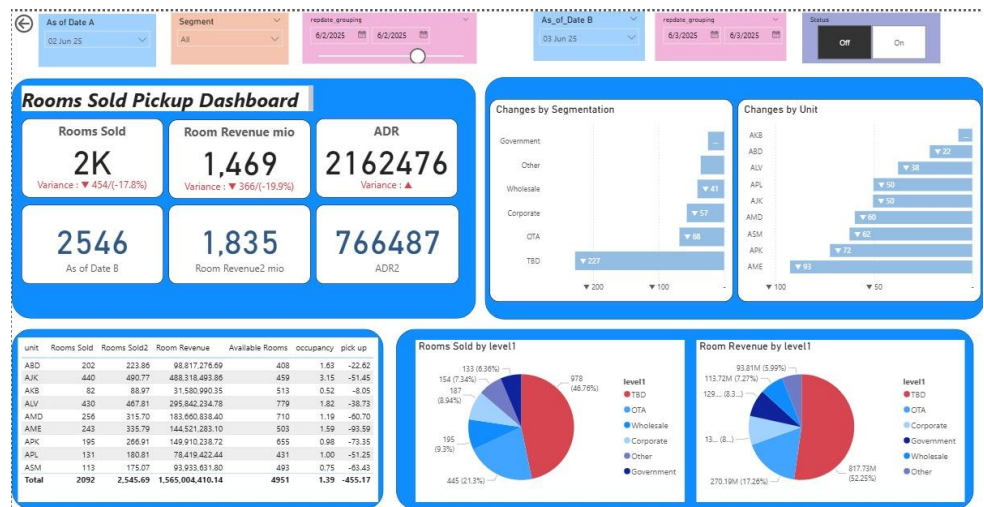 As of Date A
02 Jun 25
Segment
All
repdate_grouping
6/2/2025 6/2/2025
As_of_Date B
03 Jun 25
repdate_grouping
6/3/2025 6/3/2025
Status
Off On
Rooms Sold Pickup Dashboard
Rooms Sold
2K
Variance : ▼ 454/(-17.8%)
Room Revenue mio
1,469
Variance : ▼ 366/(-19.9%)
ADR
2162476
Variance : ▲
2546
As of Date B
1,835
Room Revenue2 mio
766487
ADR2
Changes by Segmentation
Government ...
Other
Wholesale ▼ 41
Corporate ▼ 57
OTA ▼ 68
TBD ▼ 227
▼ 200 ▼ 100 -
Changes by Unit
AKB ...
ABD ▼ 22
ALV ▼ 38
APL ▼ 50
AJK ▼ 50
AMD ▼ 60
ASM ▼ 62
APK ▼ 72
AME ▼ 93
▼ 100 ▼ 50 -
unit Rooms Sold Rooms Sold2 Room Revenue Available Rooms occupancy pick up
ABD 202 223.86 98,817,276.69 408 1.63 -22.62
AJK 440 490.77 488,318,493.86 459 3.15 -51.45
AKB 82 88.97 31,580,990.35 513 0.52 -8.05
ALV 430 467.81 295,842,234.78 779 1.82 -38.73
AMD 256 315.70 183,660,838.40 710 1.19 -60.70
AME 243 335.79 144,521,283.10 503 1.59 -93.59
APK 195 266.91 149,910,238.72 655 0.98 -73.35
APL 131 180.81 78,419,422.44 431 1.00 -51.25
ASM 113 175.07 93,933,631.80 493 0.75 -63.43
Total 2092 2,545.69 1,565,004,410.14 4951 1.39 -455.17
Rooms Sold by level1
133 (6.36%)
154 (7.34%)
187
(8.94%)
195
(9.3%)
445 (21.3%)
978
(46.76%)
level1
TBD
OTA
Wholesale
Corporate
Other
Government
Room Revenue by level1
93.81M (5.99%)
113.72M (7.27%)
129... (8.3...)
13... (8...)
270.19M (17.26%)
817.73M
(52.25%)
level1
TBD
OTA
Corporate
Government
Wholesale
Other